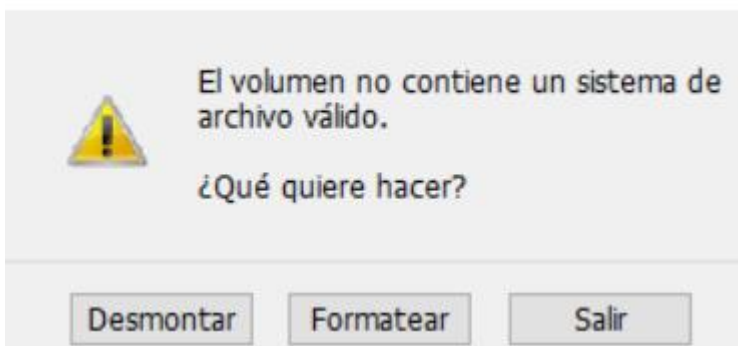 El volumen no contiene un sistema de
archivo válido.
¿Qué quiere hacer?
Desmontar Formatear Salir